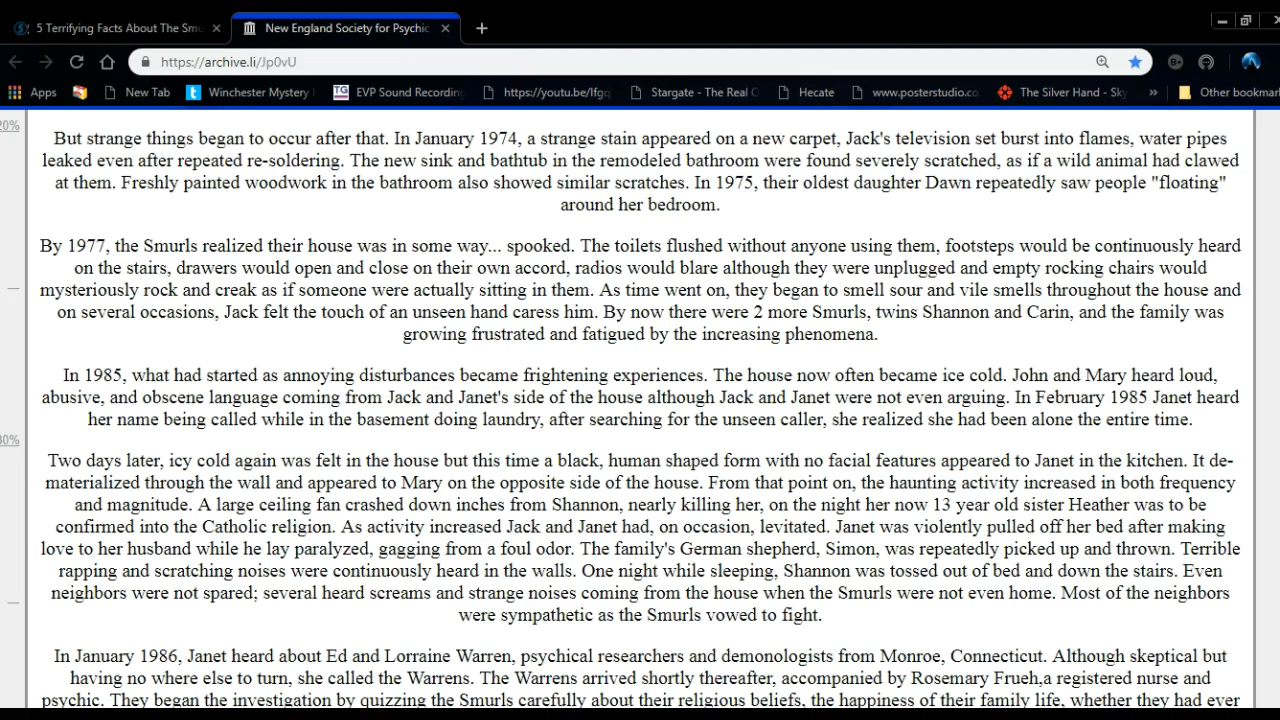 5 Terrifying Facts About The Smu
New England Society for Psychic
https://archive.li/Jp0vU
Apps
New Tab
Winchester Mystery
EVP Sound Recording
https://youtu.be/lfgq
Stargate - The Real
Hecate
www.posterstudio.co
The Silver Hand - Sky
»
Other bookmar
20%
But strange things began to occur after that. In January 1974, a strange stain appeared on a new carpet, Jack's television set burst into flames, water pipes
leaked even after repeated re-soldering. The new sink and bathtub in the remodeled bathroom were found severely scratched, as if a wild animal had clawed
at them. Freshly painted woodwork in the bathroom also showed similar scratches. In 1975, their oldest daughter Dawn repeatedly saw people "floating"
around her bedroom.
By 1977, the Smurls realized their house was in some way... spooked. The toilets flushed without anyone using them, footsteps would be continuously heard
on the stairs, drawers would open and close on their own accord, radios would blare although they were unplugged and empty rocking chairs would
mysteriously rock and creak as if someone were actually sitting in them. As time went on, they began to smell sour and vile smells throughout the house and
on several occasions, Jack felt the touch of an unseen hand caress him. By now there were 2 more Smurls, twins Shannon and Carin, and the family was
growing frustrated and fatigued by the increasing phenomena.
In 1985, what had started as annoying disturbances became frightening experiences. The house now often became ice cold. John and Mary heard loud,
abusive, and obscene language coming from Jack and Janet's side of the house although Jack and Janet were not even arguing. In February 1985 Janet heard
her name being called while in the basement doing laundry, after searching for the unseen caller, she realized she had been alone the entire time.
40%
Two days later, icy cold again was felt in the house but this time a black, human shaped form with no facial features appeared to Janet in the kitchen. It de-
materialized through the wall and appeared to Mary on the opposite side of the house. From that point on, the haunting activity increased in both frequency
and magnitude. A large ceiling fan crashed down inches from Shannon, nearly killing her, on the night her now 13 year old sister Heather was to be
confirmed into the Catholic religion. As activity increased Jack and Janet had, on occasion, levitated. Janet was violently pulled off her bed after making
love to her husband while he lay paralyzed, gagging from a foul odor. The family's German shepherd, Simon, was repeatedly picked up and thrown. Terrible
rapping and scratching noises were continuously heard in the walls. One night while sleeping, Shannon was tossed out of bed and down the stairs. Even
neighbors were not spared; several heard screams and strange noises coming from the house when the Smurls were not even home. Most of the neighbors
were sympathetic as the Smurls vowed to fight.
In January 1986, Janet heard about Ed and Lorraine Warren, psychical researchers and demonologists from Monroe, Connecticut. Although skeptical but
having no where else to turn, she called the Warrens. The Warrens arrived shortly thereafter, accompanied by Rosemary Frueh,a registered nurse and
psychic. They began the investigation by quizzing the Smurls carefully about their religious beliefs, the happiness of their family life, whether they had ever